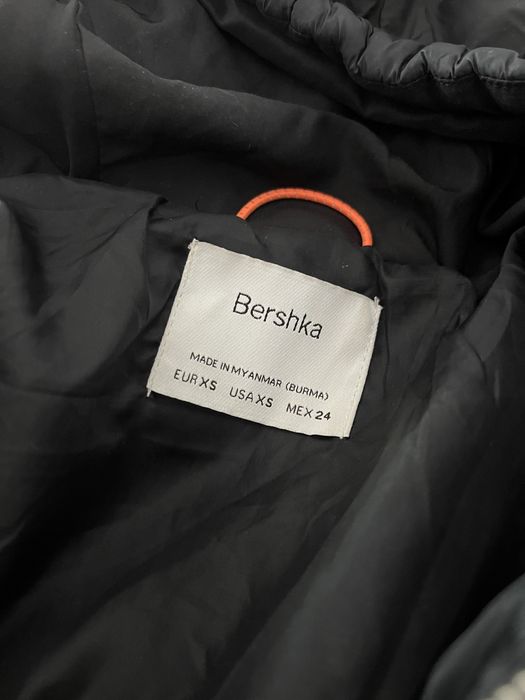 Bershka
MADE IN MYANMAR (BURMA)
EUR XS USA XS MEX 24